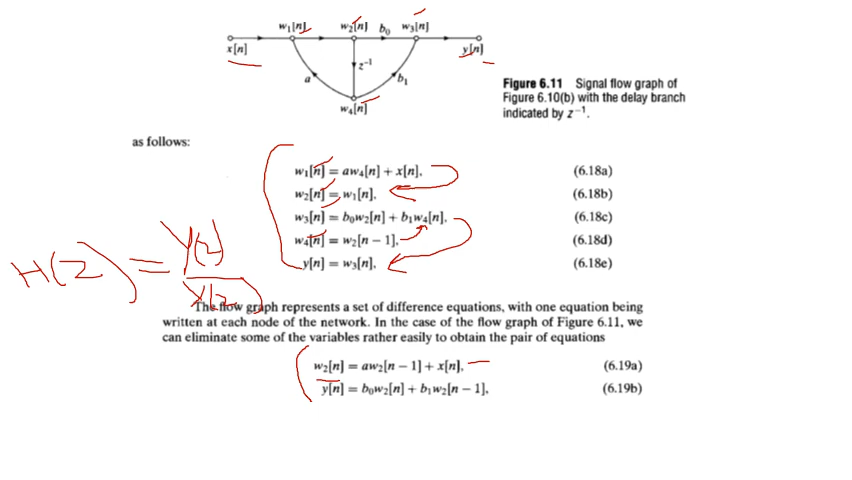 w₁[n] w₂[n] b₀ w₃[n]
x[n] y[n]
z⁻¹
a b₁
w₄[n]
Figure 6.11 Signal flow graph of
Figure 6.10(b) with the delay branch
indicated by z⁻¹.
as follows:
w₁[n] = aw₄[n] + x[n], (6.18a)
w₂[n] = w₁[n], (6.18b)
w₃[n] = b₀w₂[n] + b₁w₄[n], (6.18c)
w₄[n] = w₂[n − 1], (6.18d)
y[n] = w₃[n], (6.18e)
H(z) = Y(z)
X(z)
The flow graph represents a set of difference equations, with one equation being
written at each node of the network. In the case of the flow graph of Figure 6.11, we
can eliminate some of the variables rather easily to obtain the pair of equations
w₂[n] = aw₂[n − 1] + x[n], (6.19a)
y[n] = b₀w₂[n] + b₁w₂[n − 1], (6.19b)